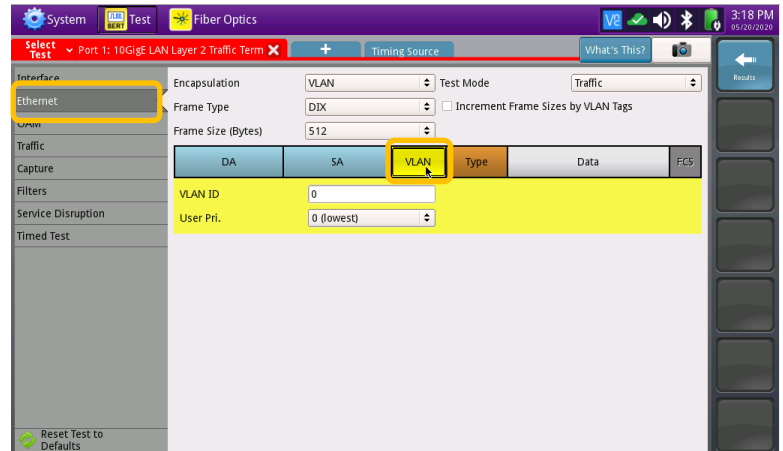 System Test Fiber Optics 3:18 PM
BERT 05/20/2020
Select Test Port 1: 10GigE LAN Layer 2 Traffic Term + Timing Source What's This?
Results
Interface
Ethernet
OAM
Traffic
Capture
Filters
Service Disruption
Timed Test
Reset Test to
Defaults
Encapsulation VLAN Test Mode Traffic
Frame Type DIX Increment Frame Sizes by VLAN Tags
Frame Size (Bytes) 512
DA SA VLAN Type Data FCS
VLAN ID 0
User Pri. 0 (lowest)